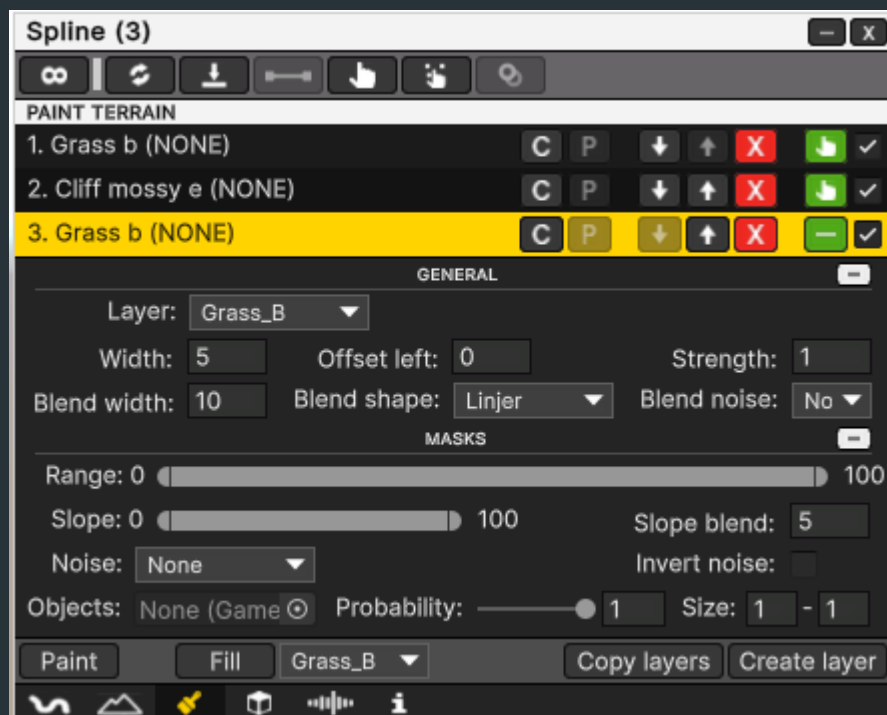 Spline (3) – X
PAINT TERRAIN
1. Grass b (NONE) C P X
2. Cliff mossy e (NONE) C P X
3. Grass b (NONE) C P X
GENERAL
Layer: Grass_B
Width: 5 Offset left: 0 Strength: 1
Blend width: 10 Blend shape: Linjer Blend noise: No
MASKS
Range: 0 100
Slope: 0 100 Slope blend: 5
Noise: None Invert noise:
Objects: None (Game Probability: 1 Size: 1 - 1
Paint Fill Grass_B Copy layers Create layer